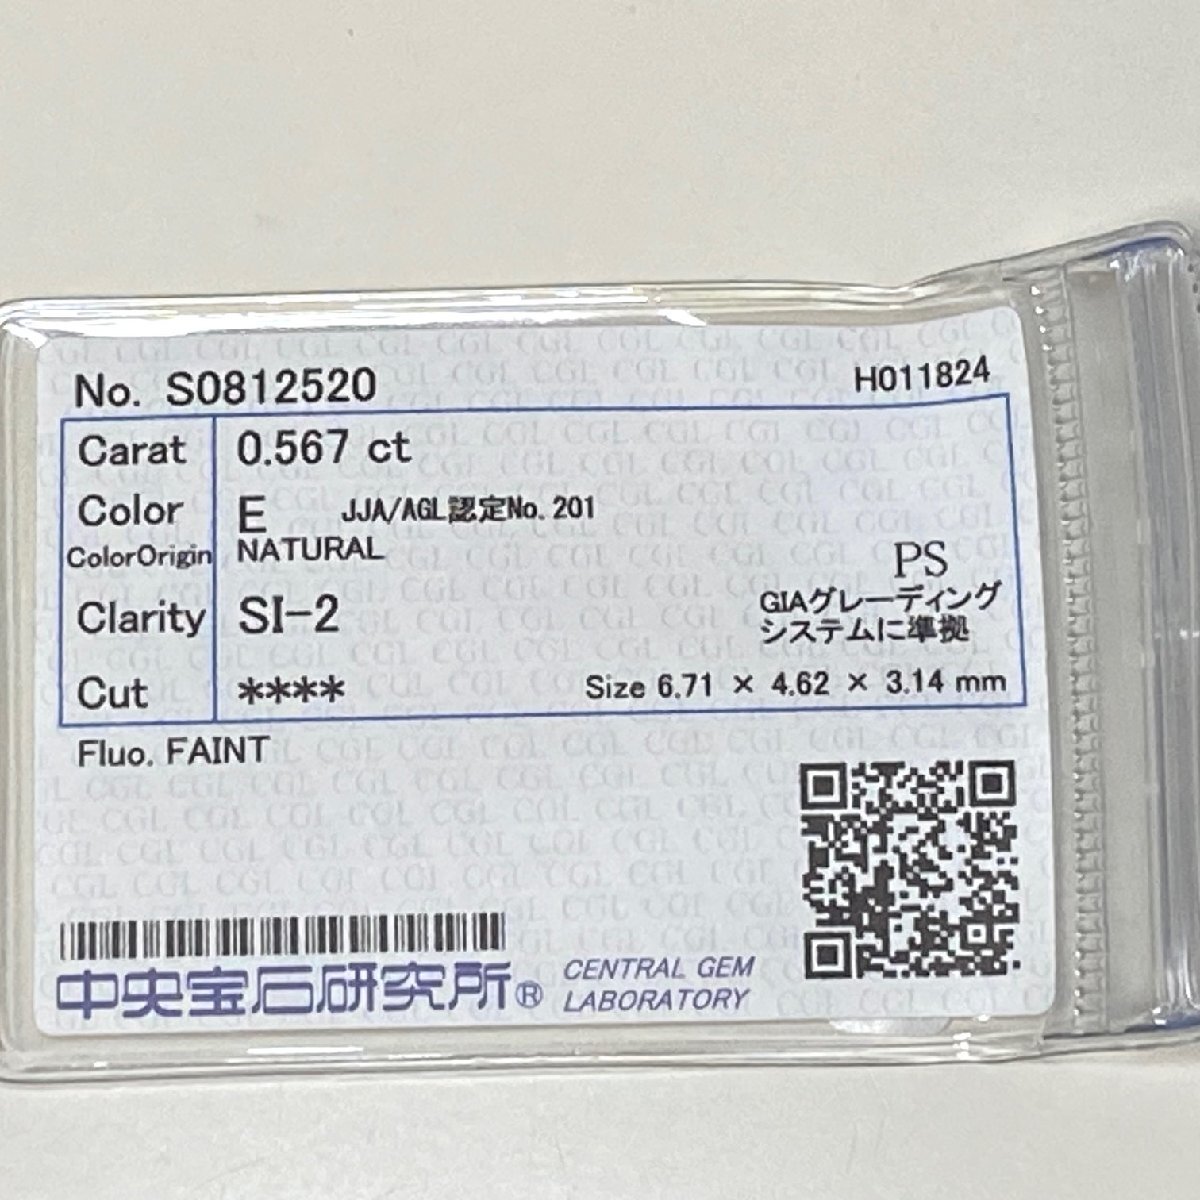 No. S0812520 H011824
Carat 0.567 ct
Color E JJA/AGL認定No. 201
ColorOrigin NATURAL
PS
Clarity SI-2 GIAグレーディング
システムに準拠
Cut **** Size 6.71 × 4.62 × 3.14 mm
Fluo. FAINT
中央宝石研究所® CENTRAL GEM
LABORATORY